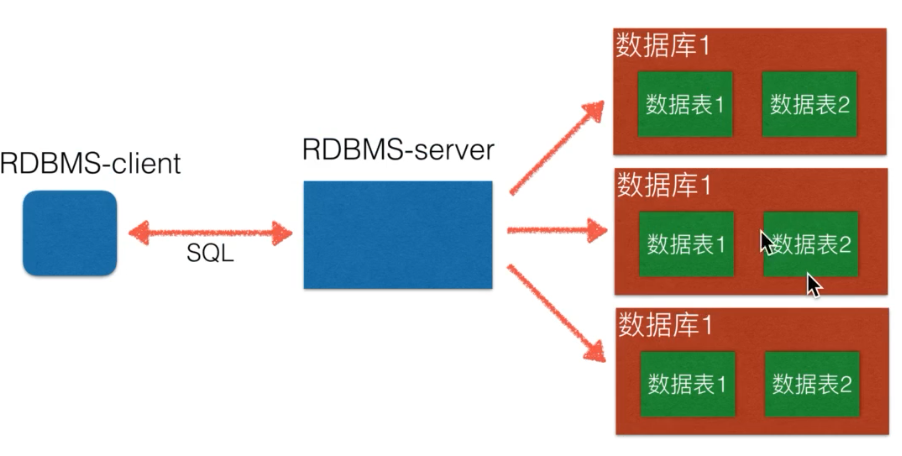 RDBMS-client
SQL
RDBMS-server
数据库1
数据表1
数据表2
数据库1
数据表1
数据表2
数据库1
数据表1
数据表2